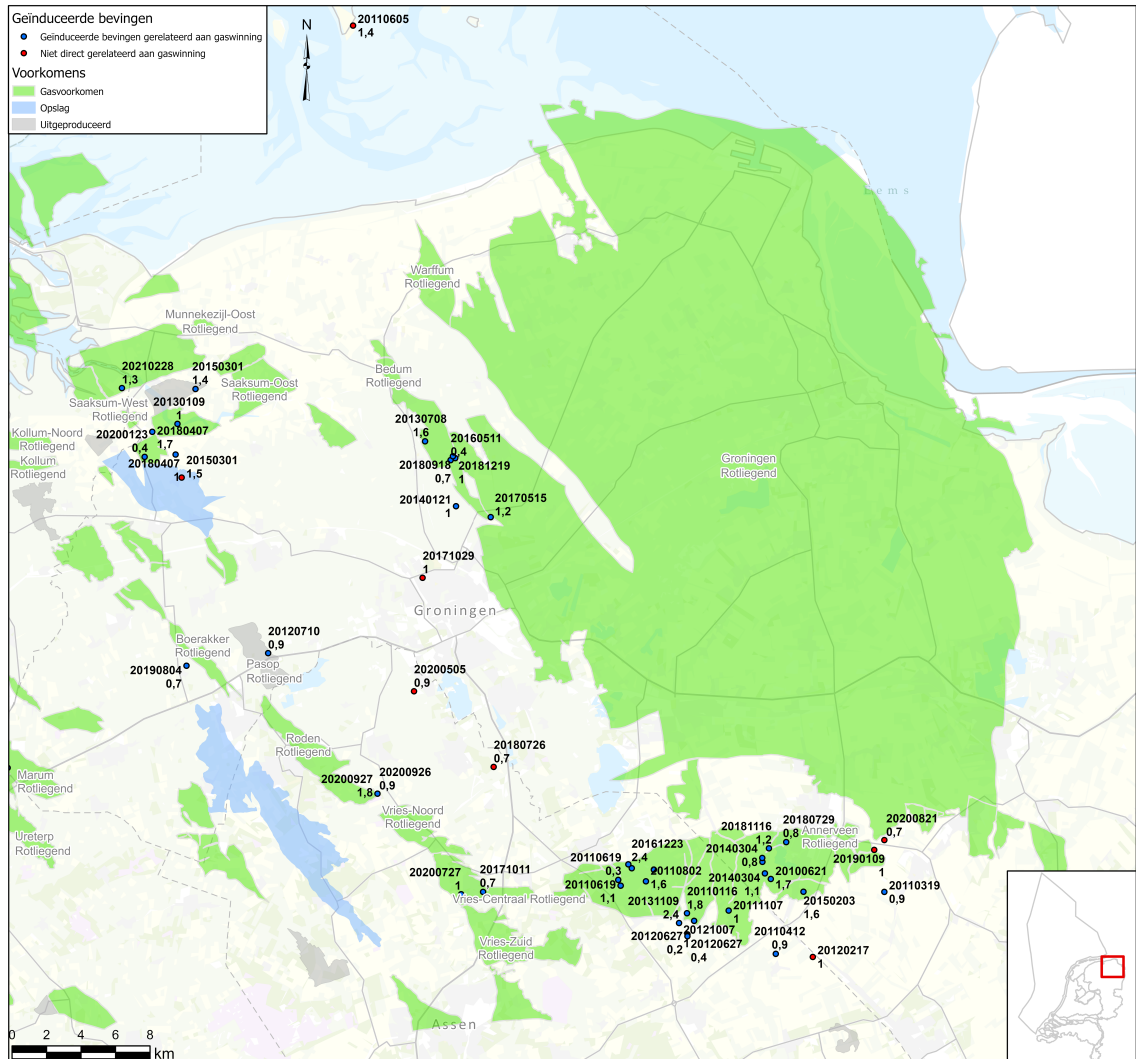 Geïnduceerde bevingen
Geïnduceerde bevingen gerelateerd aan gaswinning
Niet direct gerelateerd aan gaswinning
Voorkomens
Gasvoorkomen
Opslag
Uitgeproduceerd
N
20110605
1,4
e m s
Warffum
Rotliegend
Munnekezijl-Oost
Rotliegend
20210228
1,3
20150301
1,4
Saaksum-Oost
Rotliegend
Bedum
Rotliegend
20130109
1
Saaksum-West
Rotliegend
20130708
1,6
20180407
1,7
20200123
0,4
Kollum-Noord
Rotliegend
Kollum
Rotliegend
20180407
1
20150301
1,5
20160511
0,4
20180918
0,7
20181219
1
Groningen
Rotliegend
20140121
1
20170515
1,2
20171029
1
Groningen
20120710
0,9
Boerakker
Rotliegend
Pasop
Rotliegend
20190804
0,7
20200505
0,9
Roden
Rotliegend
20180726
0,7
Marum
Rotliegend
20200927
1,8
20200926
0,9
Vries-Noord
Rotliegend
Ureterp
Rotliegend
20180729
0,8
20181116
1,2
Annerveen
Rotliegend
20200821
0,7
20161223
2,4
20140304
0,8
20110619
0,3
20190109
1
20200727
1
20171011
0,7
20110802
1,6
20110619
1,1
20140304
1,1
20100621
1,7
Vries-Centraal Rotliegend
20110116
1,8
20131109
2,4
20111107
1
20150203
1,6
20110319
0,9
20121007
1
20120627
0,2
20120627
0,4
20110412
0,9
20120217
1
Vries-Zuid
Rotliegend
Assen
0 2 4 6 8
km